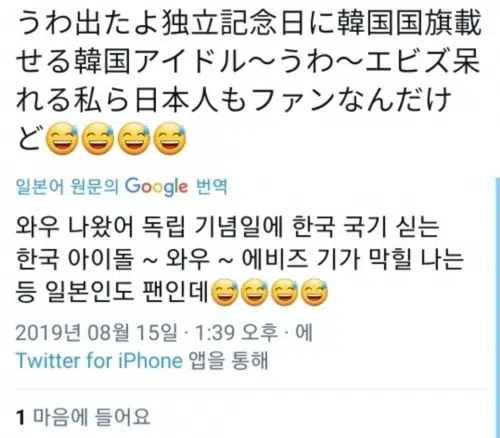 うわ出たよ独立記念日に韓国国旗載
せる韓国アイドル〜うわ〜エビズ呆
れる私ら日本人もファンなんだけ
ど😅😅😅😅
일본어 원문의 Google 번역
와우 나왔어 독립 기념일에 한국 국기 싣는
한국 아이돌 ~ 와우 ~ 에비즈 기가 막힐 나는
등 일본인도 팬인데😅😅😅😅
2019년 08월 15일 · 1:39 오후 · 에
Twitter for iPhone 앱을 통해
1 마음에 들어요